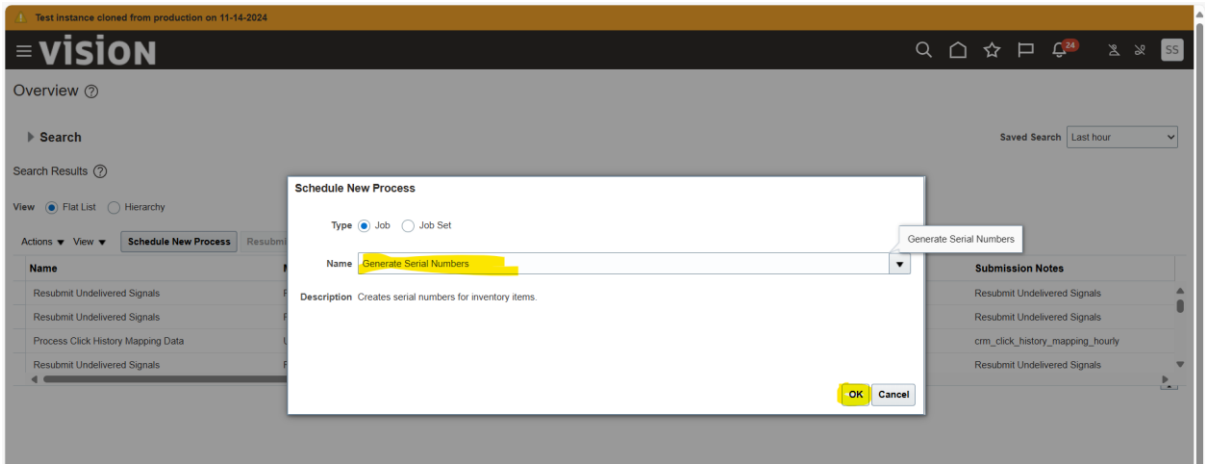 Test instance cloned from production on 11-14-2024
vision
24
SS
Overview
Search
Saved Search Last hour
Search Results
View Flat List Hierarchy
Schedule New Process
Type Job Job Set
Generate Serial Numbers
Name Generate Serial Numbers
Description Creates serial numbers for inventory items.
OK Cancel
Actions View Schedule New Process Resubmi
Name Submission Notes
Resubmit Undelivered Signals Resubmit Undelivered Signals
Resubmit Undelivered Signals Resubmit Undelivered Signals
Process Click History Mapping Data crm_click_history_mapping_hourly
Resubmit Undelivered Signals Resubmit Undelivered Signals